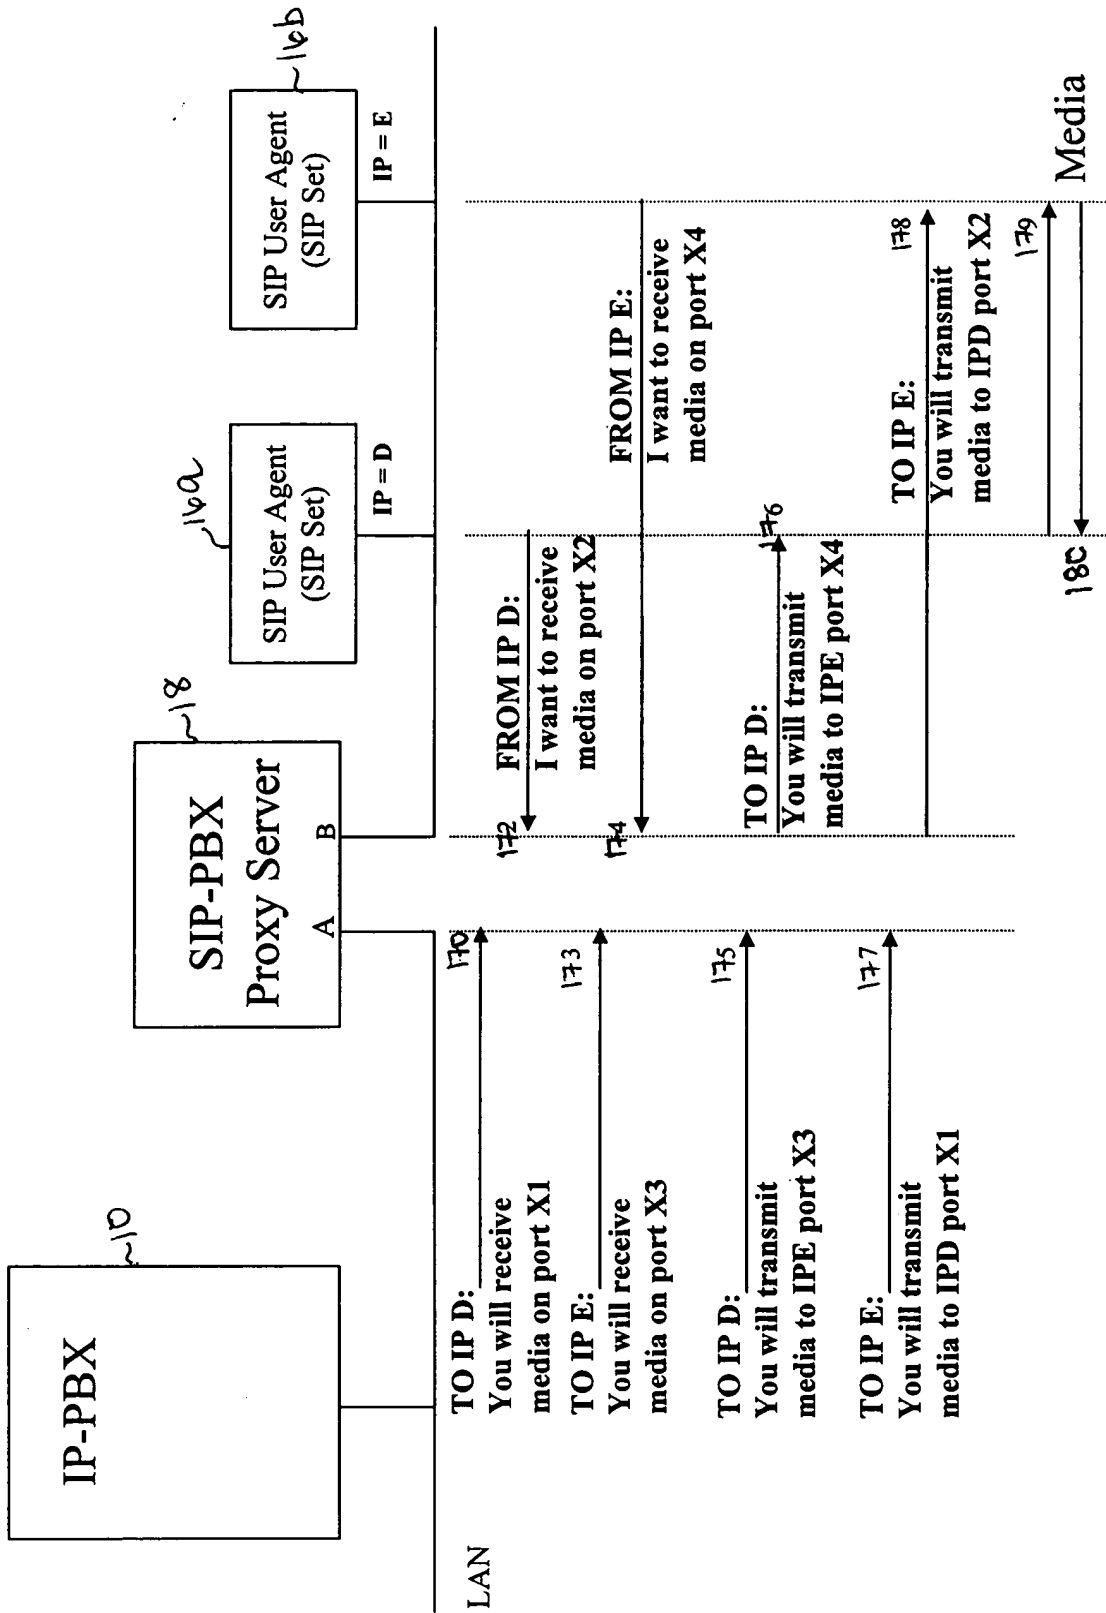 IP-PBX
10
SIP-PBX
Proxy Server
A
B
18
SIP User Agent
(SIP Set)
16a
IP = D
SIP User Agent
(SIP Set)
16b
IP = E
LAN
TO IP D:
You will receive
media on port X1
170
FROM IP D:
I want to receive
media on port X2
172
TO IP E:
You will receive
media on port X3
173
FROM IP E:
I want to receive
media on port X4
174
TO IP D:
You will transmit
media to IPE port X3
175
TO IP D:
You will transmit
media to IPE port X4
176
TO IP E:
You will transmit
media to IPD port X1
177
TO IP E:
You will transmit
media to IPD port X2
178
179
Media
180